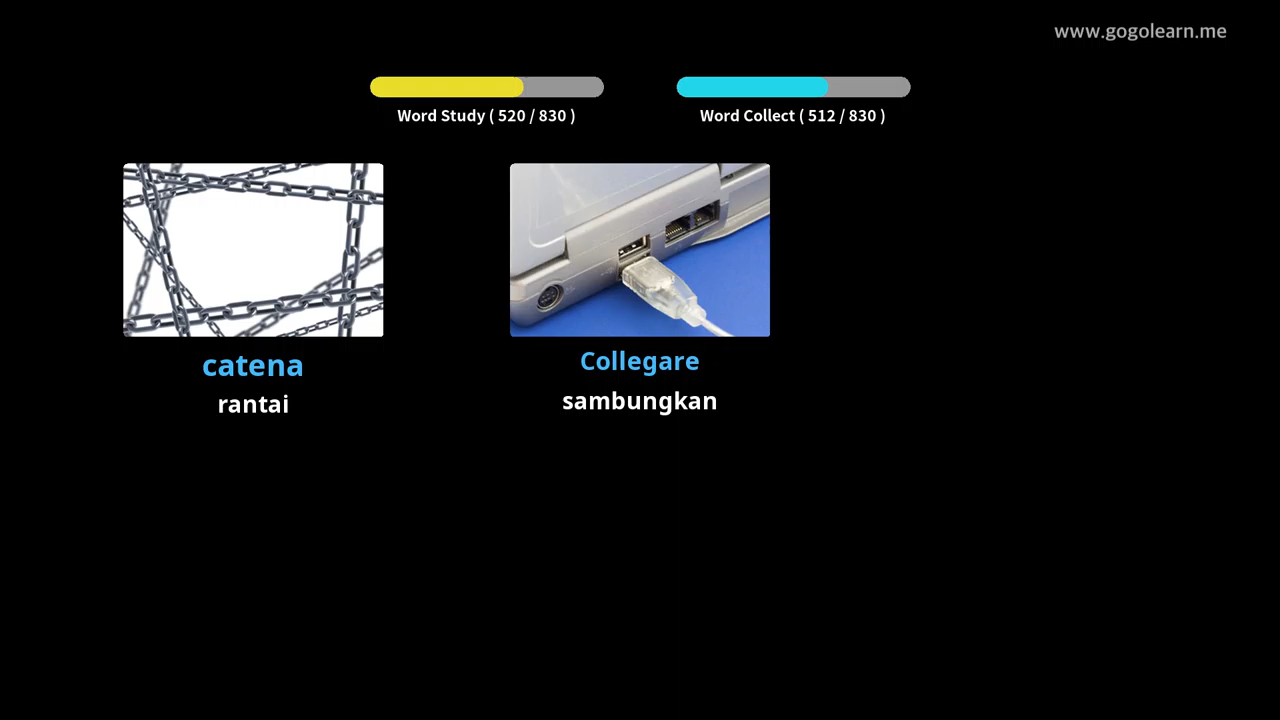 www.gogolearn.me
Word Study ( 520 / 830 )
Word Collect ( 512 / 830 )
catena
rantai
Collegare
sambungkan